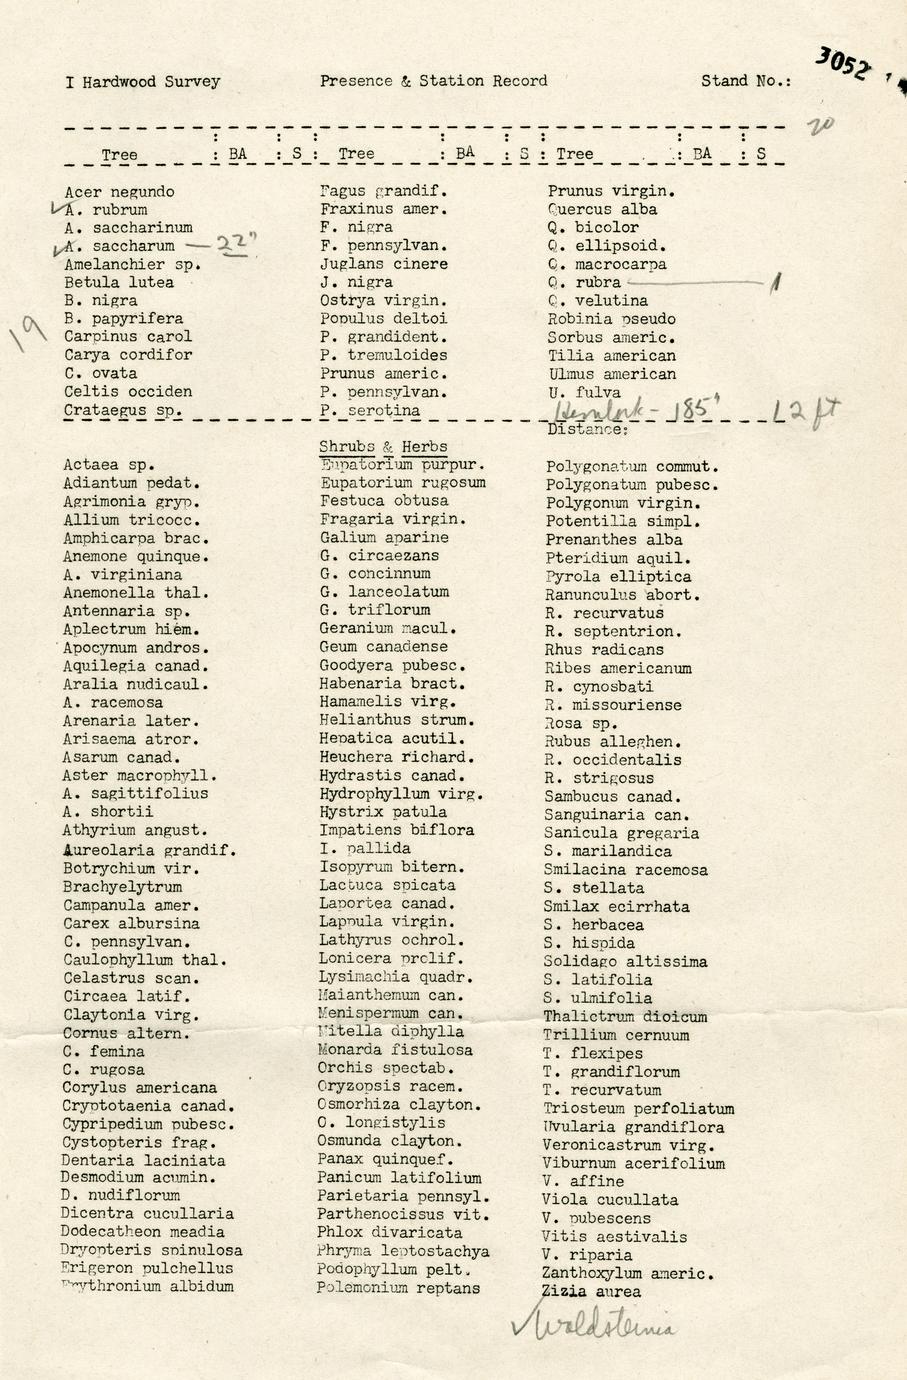 3052
I Hardwood Survey Presence & Station Record Stand No.:
20
Tree : BA : S : Tree : BA : S : Tree : BA : S
Acer negundo Fagus grandif. Prunus virgin.
✓A. rubrum Fraxinus amer. Quercus alba
A. saccharinum F. nigra Q. bicolor
✓A. saccharum — 22" F. pennsylvan. Q. ellipsoid.
Amelanchier sp. Juglans cinere Q. macrocarpa
Betula lutea J. nigra Q. rubra — 1
B. nigra Ostrya virgin. Q. velutina
19 B. papyrifera Populus deltoi Robinia pseudo
Carpinus carol P. grandident. Sorbus americ.
Carya cordifor P. tremuloides Tilia american
C. ovata Prunus americ. Ulmus american
Celtis occiden P. pennsylvan. U. fulva
Crataegus sp. P. serotina Hemlock - 185" 12 ft
Distance:
Shrubs & Herbs
Actaea sp. Eupatorium purpur. Polygonatum commut.
Adiantum pedat. Eupatorium rugosum Polygonatum pubesc.
Agrimonia gryp. Festuca obtusa Polygonum virgin.
Allium tricocc. Fragaria virgin. Potentilla simpl.
Amphicarpa brac. Galium aparine Prenanthes alba
Anemone quinque. G. circaezans Pteridium aquil.
A. virginiana G. concinnum Pyrola elliptica
Anemonella thal. G. lanceolatum Ranunculus abort.
Antennaria sp. G. triflorum R. recurvatus
Aplectrum hiem. Geranium macul. R. septentrion.
Apocynum andros. Geum canadense Rhus radicans
Aquilegia canad. Goodyera pubesc. Ribes americanum
Aralia nudicaul. Habenaria bract. R. cynosbati
A. racemosa Hamamelis virg. R. missouriense
Arenaria later. Helianthus strum. Rosa sp.
Arisaema atror. Hepatica acutil. Rubus alleghen.
Asarum canad. Heuchera richard. R. occidentalis
Aster macrophyll. Hydrastis canad. R. strigosus
A. sagittifolius Hydrophyllum virg. Sambucus canad.
A. shortii Hystrix patula Sanguinaria can.
Athyrium angust. Impatiens biflora Sanicula gregaria
Aureolaria grandif. I. pallida S. marilandica
Botrychium vir. Isopyrum bitern. Smilacina racemosa
Brachyelytrum Lactuca spicata S. stellata
Campanula amer. Laportea canad. Smilax ecirrhata
Carex albursina Lappula virgin. S. herbacea
C. pennsylvan. Lathyrus ochrol. S. hispida
Caulophyllum thal. Lonicera prolif. Solidago altissima
Celastrus scan. Lysimachia quadr. S. latifolia
Circaea latif. Maianthemum can. S. ulmifolia
Claytonia virg. Menispermum can. Thalictrum dioicum
Cornus altern. Mitella diphylla Trillium cernuum
C. femina Monarda fistulosa T. flexipes
C. rugosa Orchis spectab. T. grandiflorum
Corylus americana Oryzopsis racem. T. recurvatum
Cryptotaenia canad. Osmorhiza clayton. Triosteum perfoliatum
Cypripedium pubesc. O. longistylis Uvularia grandiflora
Cystopteris frag. Osmunda clayton. Veronicastrum virg.
Dentaria laciniata Panax quinquef. Viburnum acerifolium
Desmodium acumin. Panicum latifolium V. affine
D. nudiflorum Parietaria pennsyl. Viola cucullata
Dicentra cucullaria Parthenocissus vit. V. pubescens
Dodecatheon meadia Phlox divaricata Vitis aestivalis
Dryopteris spinulosa Phryma leptostachya V. riparia
Erigeron pulchellus Podophyllum pelt. Zanthoxylum americ.
Erythronium albidum Polemonium reptans Zizia aurea
✓Waldsteinia